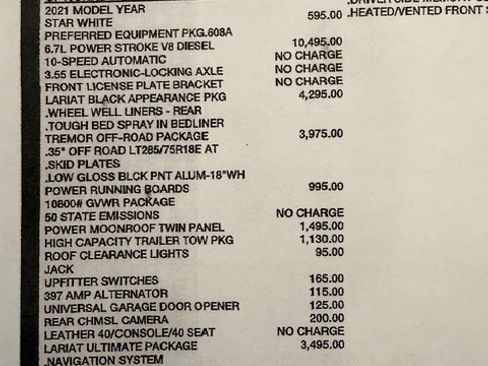 .DRIVER SIDE MEMORY
2021 MODEL YEAR
.HEATED/VENTED FRONT S
STAR WHITE 595.00
PREFERRED EQUIPMENT PKG.608A
6.7L POWER STROKE V8 DIESEL 10,495.00
10-SPEED AUTOMATIC NO CHARGE
3.55 ELECTRONIC-LOCKING AXLE NO CHARGE
FRONT LICENSE PLATE BRACKET NO CHARGE
LARIAT BLACK APPEARANCE PKG 4,295.00
.WHEEL WELL LINERS - REAR
.TOUGH BED SPRAY IN BEDLINER
TREMOR OFF-ROAD PACKAGE 3,975.00
.35" OFF ROAD LT285/75R18E AT
.SKID PLATES
.LOW GLOSS BLCK PNT ALUM-18"WH
POWER RUNNING BOARDS 995.00
10800# GVWR PACKAGE
50 STATE EMISSIONS NO CHARGE
POWER MOONROOF TWIN PANEL 1,495.00
HIGH CAPACITY TRAILER TOW PKG 1,130.00
ROOF CLEARANCE LIGHTS 95.00
JACK
UPFITTER SWITCHES 165.00
397 AMP ALTERNATOR 115.00
UNIVERSAL GARAGE DOOR OPENER 125.00
REAR CHMSL CAMERA 200.00
LEATHER 40/CONSOLE/40 SEAT NO CHARGE
LARIAT ULTIMATE PACKAGE 3,495.00
.NAVIGATION SYSTEM